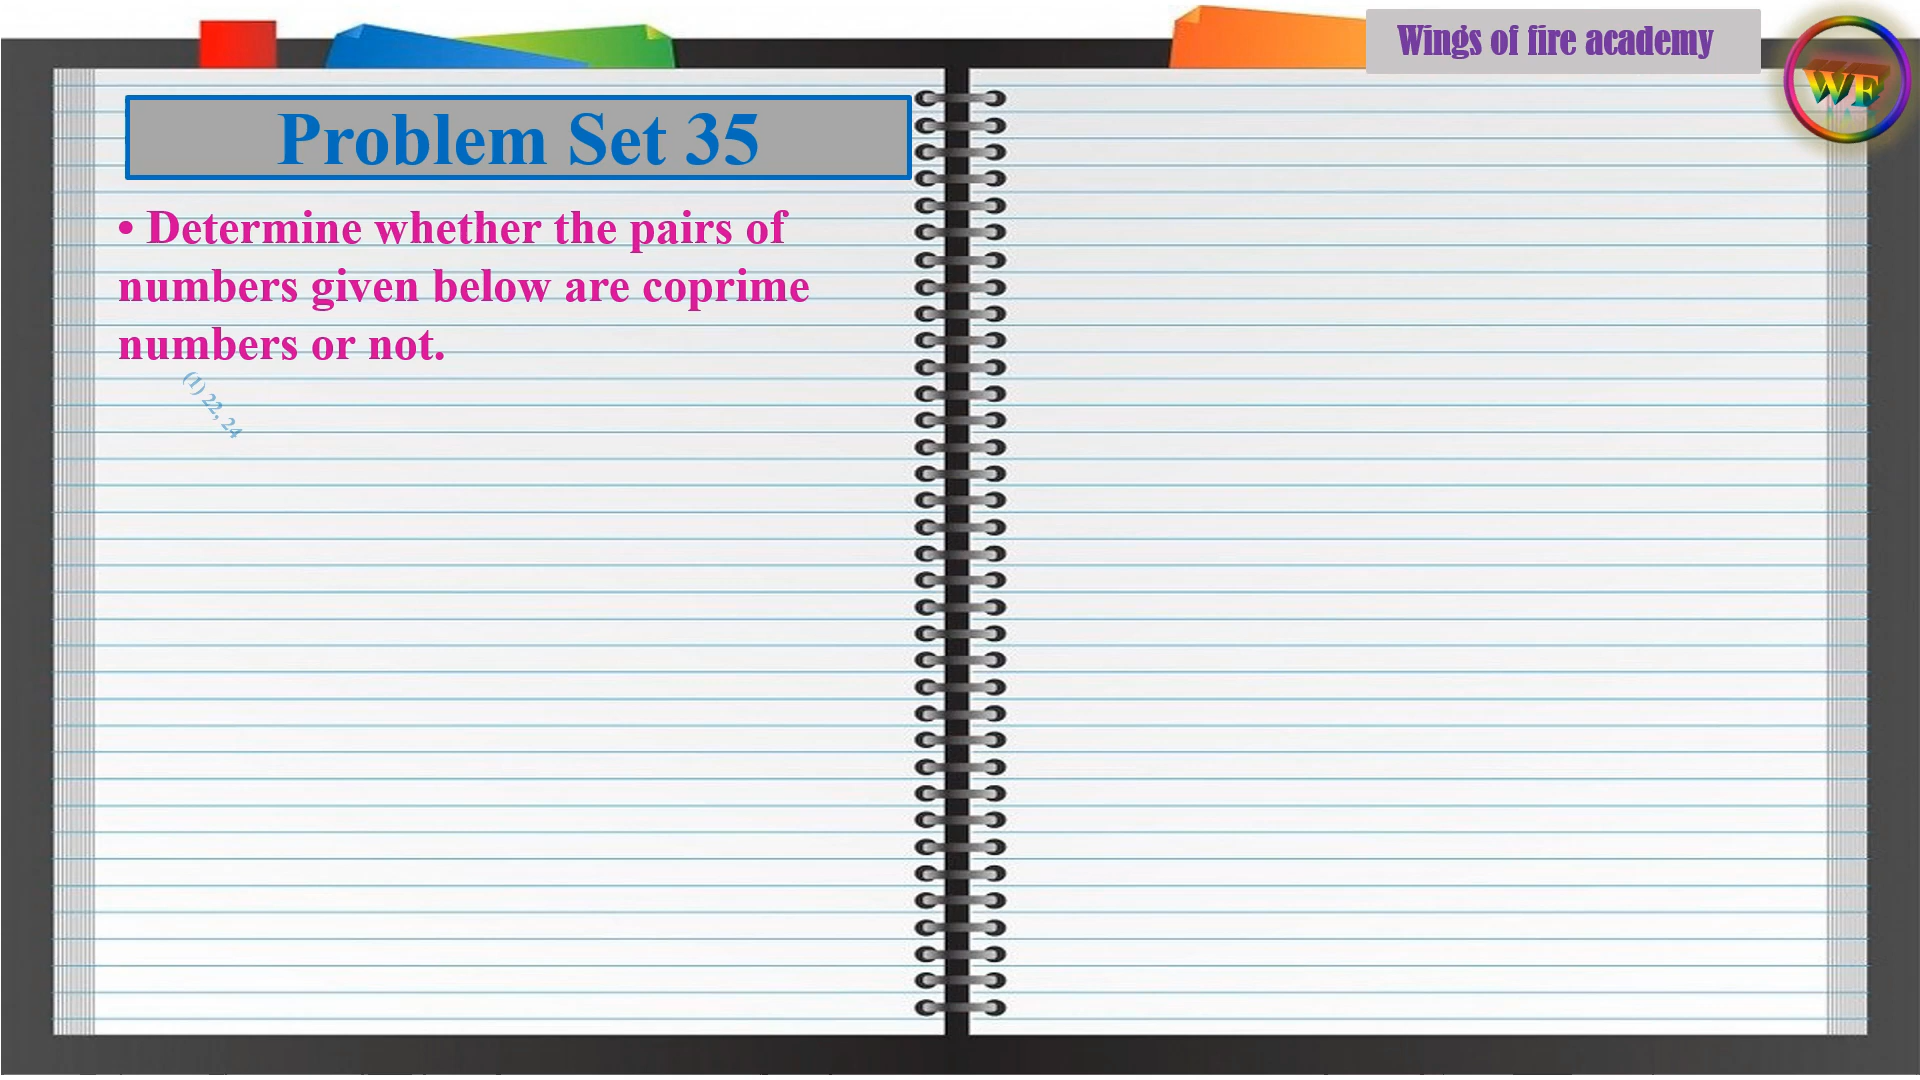 Wings of fire academy
WF
Problem Set 35
• Determine whether the pairs of
numbers given below are coprime
numbers or not.
(1) 22, 24